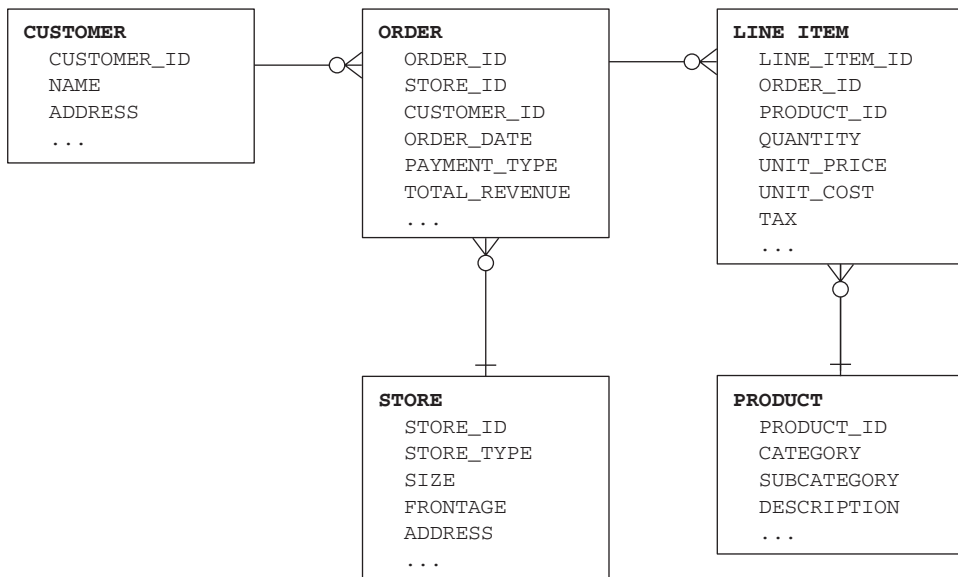 CUSTOMER
CUSTOMER_ID
NAME
ADDRESS
...
ORDER
ORDER_ID
STORE_ID
CUSTOMER_ID
ORDER_DATE
PAYMENT_TYPE
TOTAL_REVENUE
...
LINE ITEM
LINE_ITEM_ID
ORDER_ID
PRODUCT_ID
QUANTITY
UNIT_PRICE
UNIT_COST
TAX
...
STORE
STORE_ID
STORE_TYPE
SIZE
FRONTAGE
ADDRESS
...
PRODUCT
PRODUCT_ID
CATEGORY
SUBCATEGORY
DESCRIPTION
...